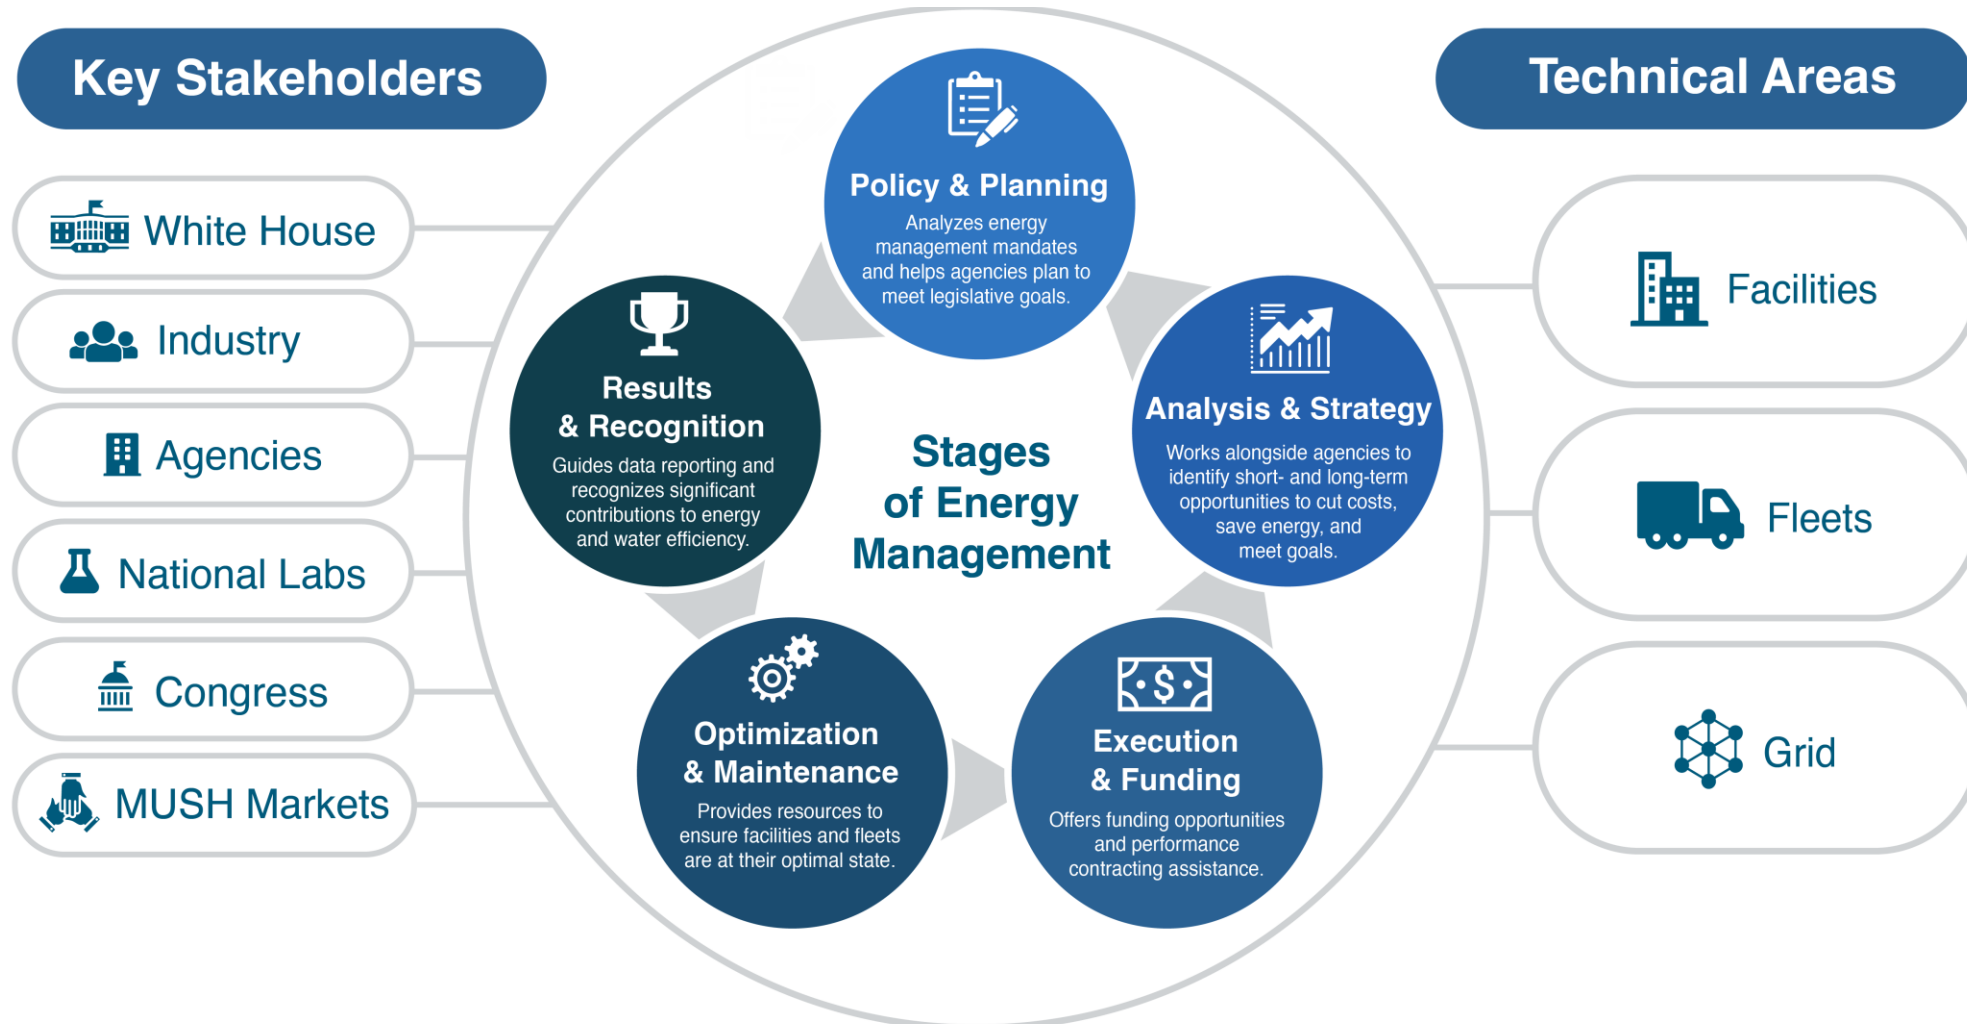 Key Stakeholders
White House
Industry
Agencies
National Labs
Congress
MUSH Markets
Policy & Planning
Analyzes energy
management mandates
and helps agencies plan to
meet legislative goals.
Analysis & Strategy
Works alongside agencies to
identify short- and long-term
opportunities to cut costs,
save energy, and
meet goals.
Execution
& Funding
Offers funding opportunities
and performance
contracting assistance.
Optimization
& Maintenance
Provides resources to
ensure facilities and fleets
are at their optimal state.
Results
& Recognition
Guides data reporting and
recognizes significant
contributions to energy
and water efficiency.
Stages
of Energy
Management
Technical Areas
Facilities
Fleets
Grid